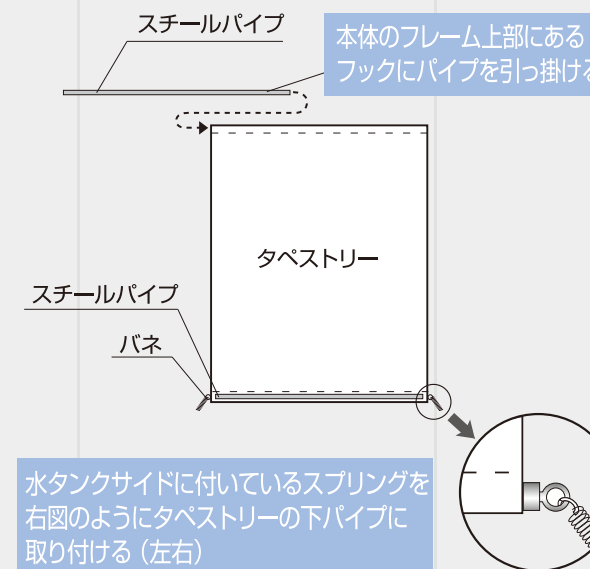 スチールパイプ
本体のフレーム上部にある
フックにパイプを引っ掛ける
タペストリー
スチールパイプ
バネ
水タンクサイドに付いているスプリングを
右図のようにタペストリーの下パイプに
取り付ける（左右）